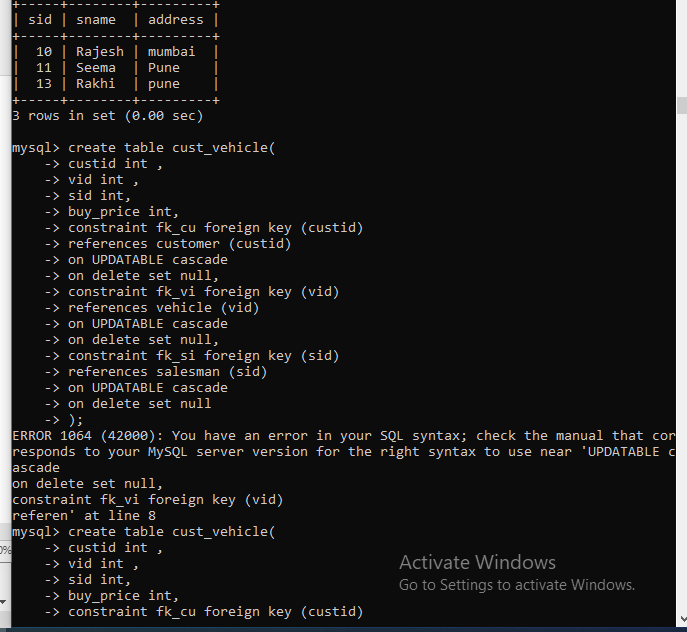 +-----+--------+---------+
| sid | sname  | address |
+-----+--------+---------+
|  10 | Rajesh | mumbai  |
|  11 | Seema  | Pune    |
|  13 | Rakhi  | pune    |
+-----+--------+---------+
3 rows in set (0.00 sec)
mysql> create table cust_vehicle(
    -> custid int ,
    -> vid int ,
    -> sid int,
    -> buy_price int,
    -> constraint fk_cu foreign key (custid)
    -> references customer (custid)
    -> on UPDATABLE cascade
    -> on delete set null,
    -> constraint fk_vi foreign key (vid)
    -> references vehicle (vid)
    -> on UPDATABLE cascade
    -> on delete set null,
    -> constraint fk_si foreign key (sid)
    -> references salesman (sid)
    -> on UPDATABLE cascade
    -> on delete set null
    -> );
ERROR 1064 (42000): You have an error in your SQL syntax; check the manual that cor
responds to your MySQL server version for the right syntax to use near 'UPDATABLE c
ascade
on delete set null,
constraint fk_vi foreign key (vid)
referen' at line 8
mysql> create table cust_vehicle(
    -> custid int ,
    -> vid int ,
    -> sid int,
    -> buy_price int,
    -> constraint fk_cu foreign key (custid)
0%
Activate Windows
Go to Settings to activate Windows.